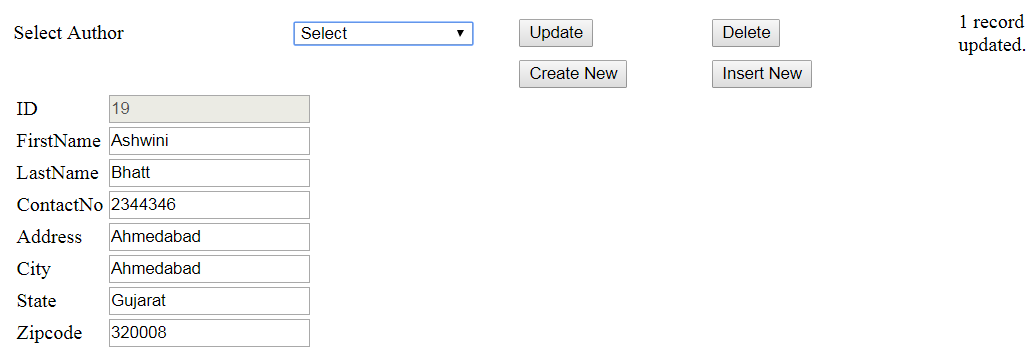 Select Author Select Update Delete 1 record
updated.
Create New Insert New
ID 19
FirstName Ashwini
LastName Bhatt
ContactNo 2344346
Address Ahmedabad
City Ahmedabad
State Gujarat
Zipcode 320008